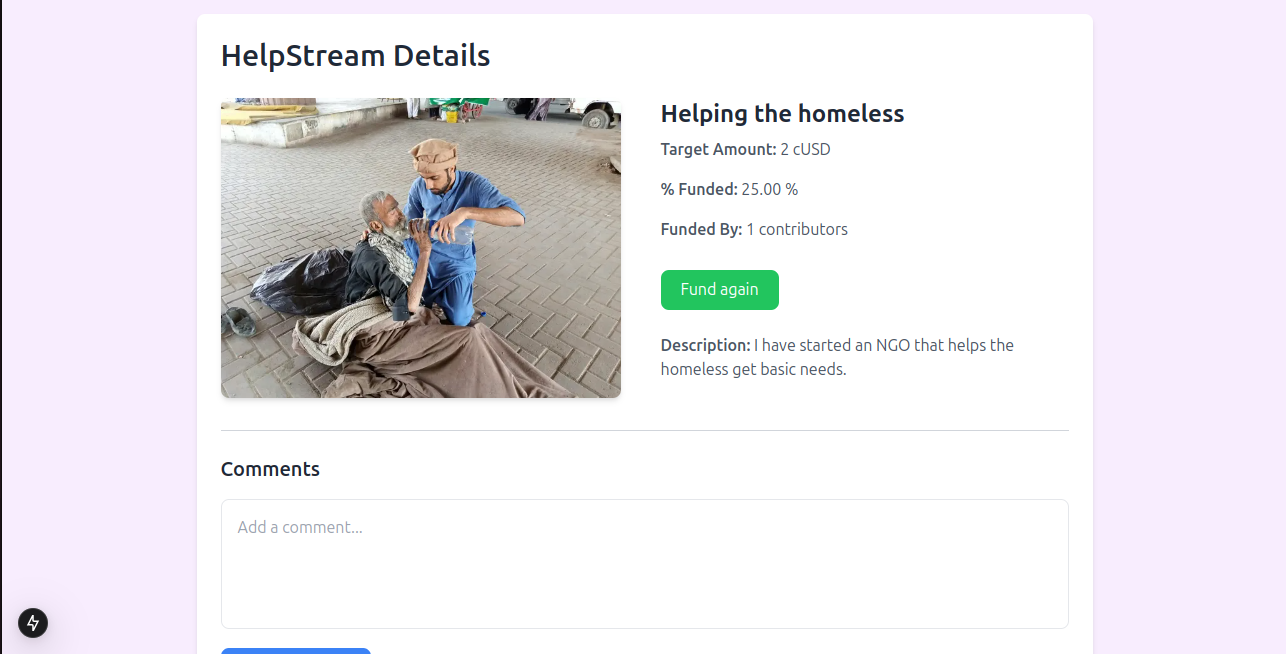 HelpStream Details
Helping the homeless
Target Amount: 2 cUSD
% Funded: 25.00 %
Funded By: 1 contributors
Fund again
Description: I have started an NGO that helps the
homeless get basic needs.
Comments
Add a comment...